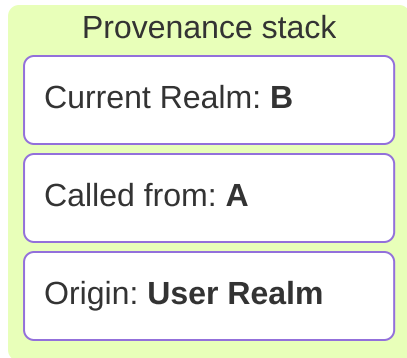 Provenance stack
Current Realm: B
Called from: A
Origin: User Realm